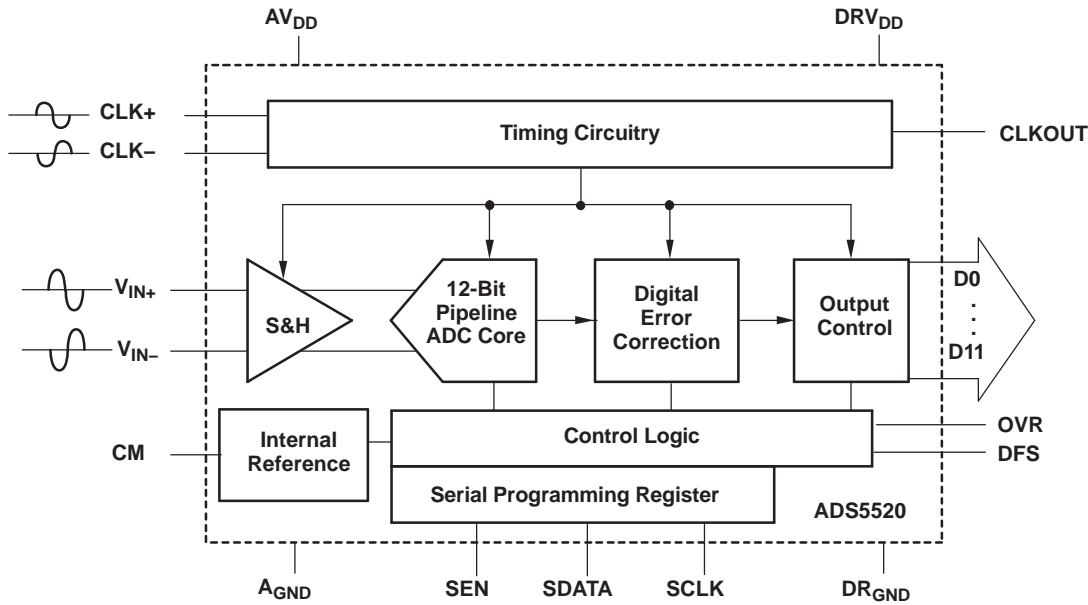 AVDD
DRVDD
CLK+
Timing Circuitry
CLKOUT
CLK−
VIN+
S&H
12-Bit
Pipeline
ADC Core
Digital
Error
Correction
Output
Control
D0
.
.
.
D11
VIN−
CM
Internal
Reference
Control Logic
OVR
DFS
Serial Programming Register
ADS5520
AGND
SEN
SDATA
SCLK
DRGND